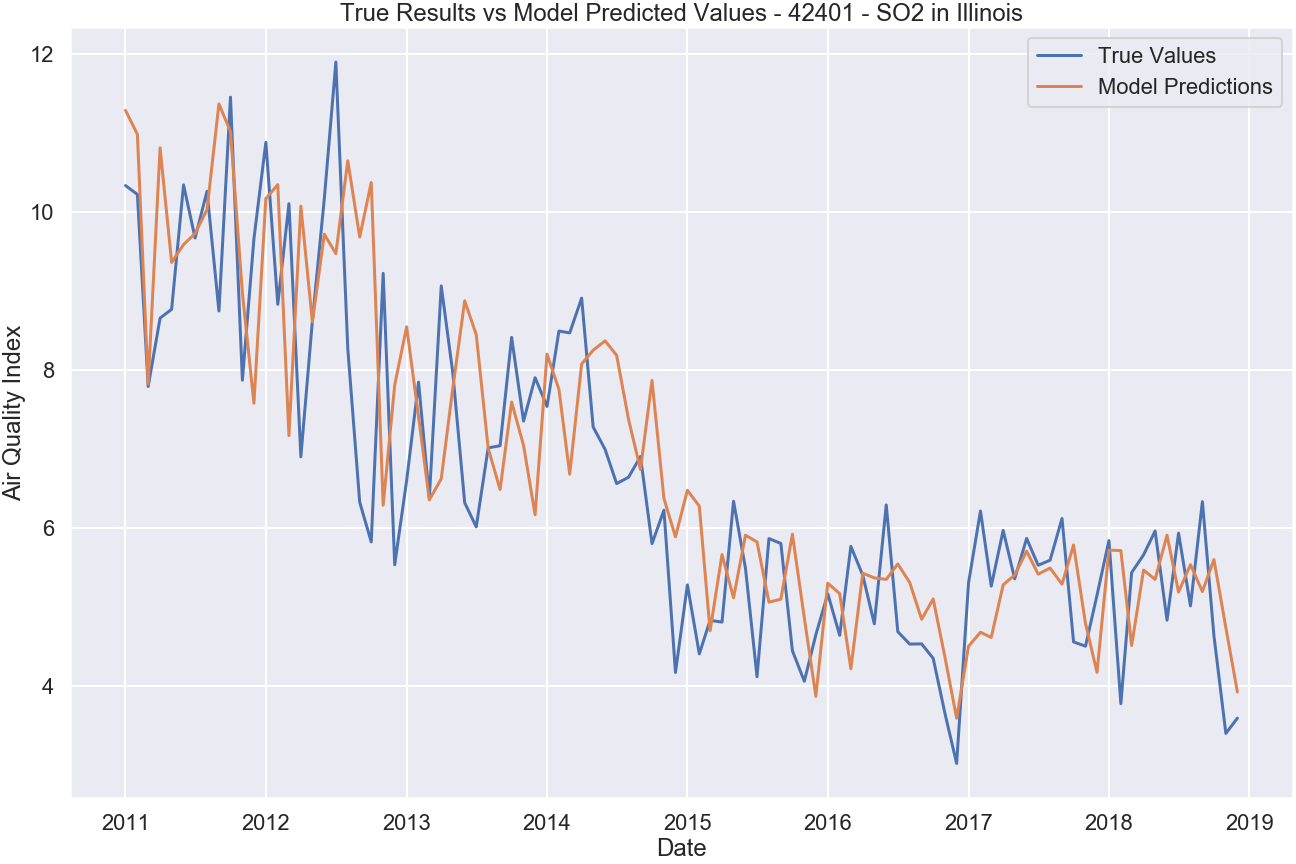 True Results vs Model Predicted Values - 42401 - SO2 in Illinois
True Values
Model Predictions
Air Quality Index
12
10
8
6
4
2011 2012 2013 2014 2015 2016 2017 2018 2019
Date